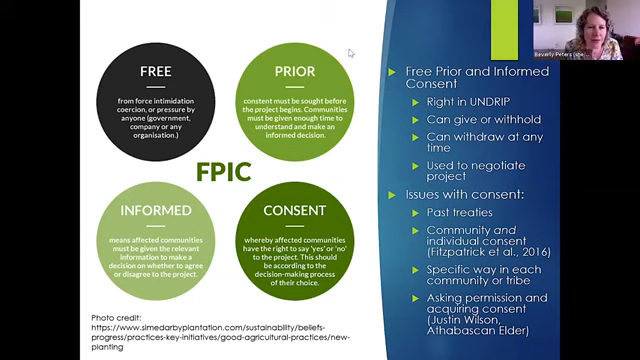 FREE
from force intimidation
coercion, or pressure by
anyone (government,
company or any
organisation.)
PRIOR
constent must be sought before
the project begins. Communities
must be given enough time to
understand and make an
informed decision.
FPIC
INFORMED
means affected communities
must be given the relevant
information to make a
decision on whether to agree
or disagree to the project.
CONSENT
whereby affected communities
have the right to say 'yes' or 'no'
to the project. This should
be according to the
decision-making process
of their choice.
Photo credit:
https://www.simedarbyplantation.com/sustainability/beliefs-
progress/practices-key-initiatives/good-agricultural-practices/new-
planting
Free Prior and Informed
Consent
Right in UNDRIP
Can give or withhold
Can withdraw at any
time
Used to negotiate
project
Issues with consent:
Past treaties
Community and
individual consent
(Fitzpatrick et al., 2016)
Specific way in each
community or tribe
Asking permission and
acquiring consent
(Justin Wilson,
Athabascan Elder)
Beverly Peters (she